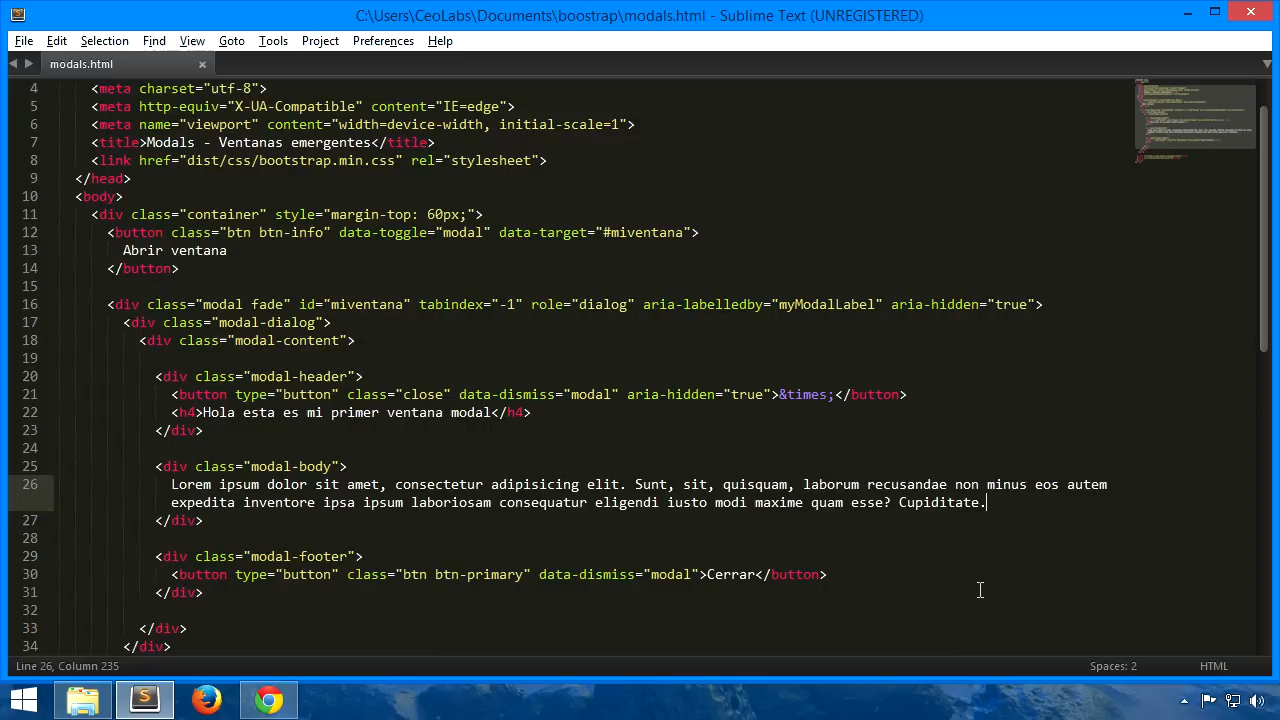 C:\Users\CeoLabs\Documents\boostrap\modals.html - Sublime Text (UNREGISTERED)
File Edit Selection Find View Goto Tools Project Preferences Help
modals.html
4 <meta charset="utf-8">
5 <meta http-equiv="X-UA-Compatible" content="IE=edge">
6 <meta name="viewport" content="width=device-width, initial-scale=1">
7 <title>Modals - Ventanas emergentes</title>
8 <link href="dist/css/bootstrap.min.css" rel="stylesheet">
9 </head>
10 <body>
11 <div class="container" style="margin-top: 60px;">
12 <button class="btn btn-info" data-toggle="modal" data-target="#miventana">
13 Abrir ventana
14 </button>
15
16 <div class="modal fade" id="miventana" tabindex="-1" role="dialog" aria-labelledby="myModalLabel" aria-hidden="true">
17 <div class="modal-dialog">
18 <div class="modal-content">
19
20 <div class="modal-header">
21 <button type="button" class="close" data-dismiss="modal" aria-hidden="true">&times;</button>
22 <h4>Hola esta es mi primer ventana modal</h4>
23 </div>
24
25 <div class="modal-body">
26 Lorem ipsum dolor sit amet, consectetur adipisicing elit. Sunt, sit, quisquam, laborum recusandae non minus eos autem
expedita inventore ipsa ipsum laboriosam consequatur eligendi iusto modi maxime quam esse? Cupiditate.
27 </div>
28
29 <div class="modal-footer">
30 <button type="button" class="btn btn-primary" data-dismiss="modal">Cerrar</button>
31 </div>
32
33 </div>
34 </div>
Line 26, Column 235 Spaces: 2 HTML